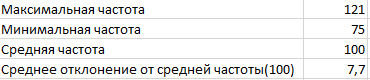 Максимальная частота 121
Минимальная частота 75
Средняя частота 100
Среднее отклонение от средней частоты(100) 7,7